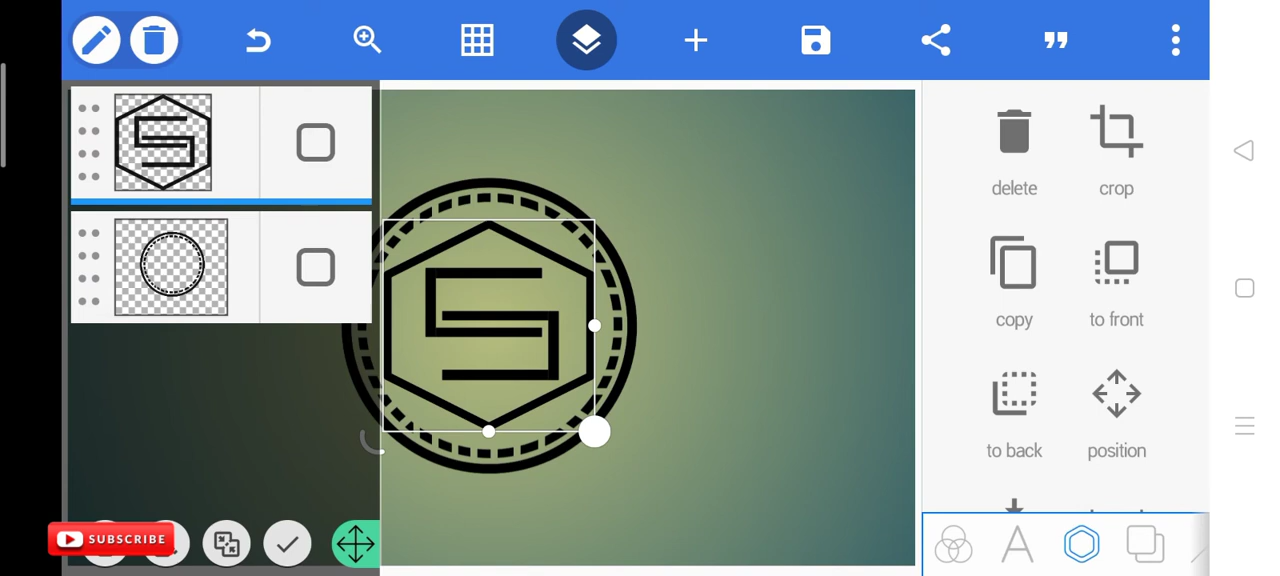 delete
crop
copy
to front
to back
position
SUBSCRIBE